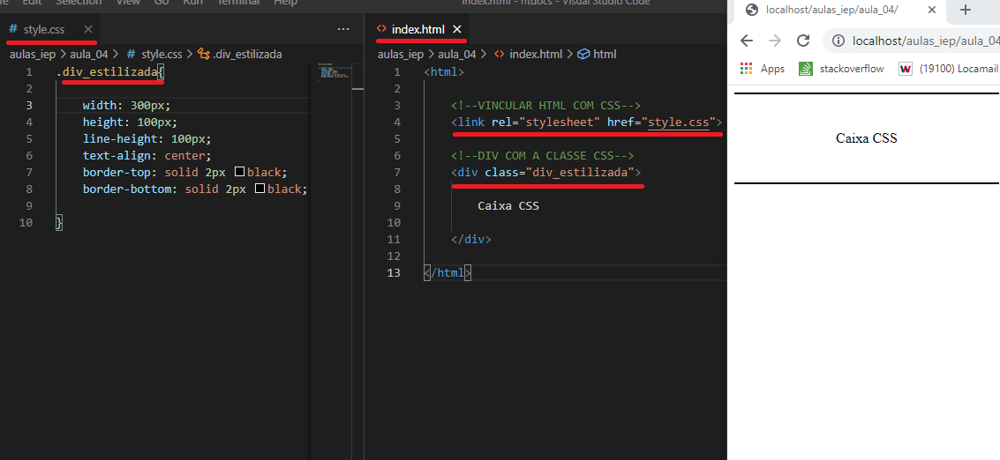 Edit Selection View Go Run Terminal Help index.html - htdocs - Visual Studio Code
# style.css ×
aulas_iep > aula_04 > # style.css > .div_estilizada
1 .div_estilizada{
2
3 width: 300px;
4 height: 100px;
5 line-height: 100px;
6 text-align: center;
7 border-top: solid 2px black;
8 border-bottom: solid 2px black;
9
10 }
<> index.html ×
aulas_iep > aula_04 > <> index.html > html
1 <html>
2
3 <!--VINCULAR HTML COM CSS-->
4 <link rel="stylesheet" href="style.css">
5
6 <!--DIV COM A CLASSE CSS-->
7 <div class="div_estilizada">
8
9 Caixa CSS
10
11 </div>
12
13 </html>
localhost/aulas_iep/aula_04/
localhost/aulas_iep/aula_04
Apps stackoverflow (19100) Locamail
Caixa CSS